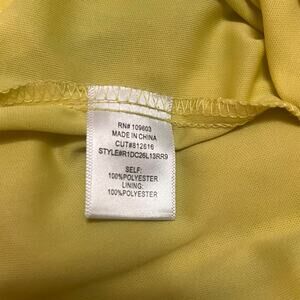 RN# 109603
MADE IN CHINA
CUT#812616
STYLE#R1DC26L13RR9
SELF:
100%POLYESTER
LINING:
100%POLYESTER